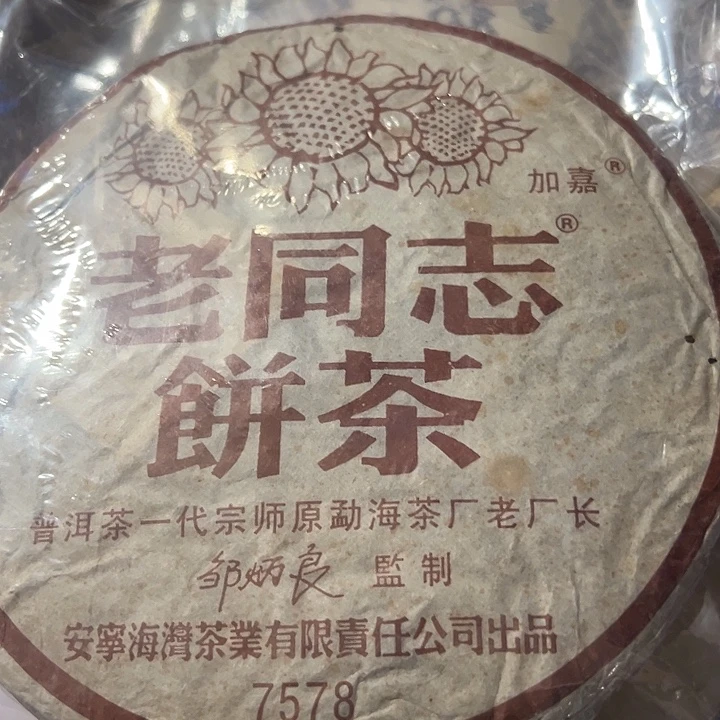 加嘉®
老同志®
餅茶
普洱茶一代宗师原勐海茶厂老厂长
邹炳良 監制
安寧海灣茶業有限責任公司出品
7578